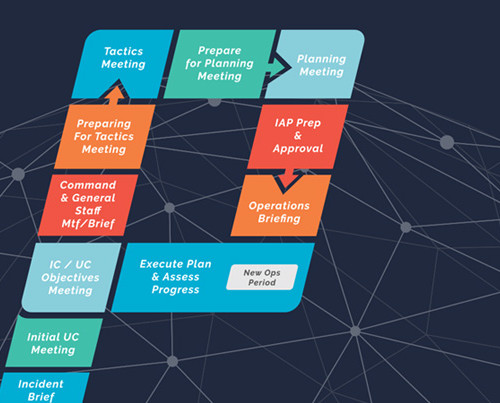 Tactics
Meeting
Prepare
for Planning
Meeting
Planning
Meeting
Preparing
For Tactics
Meeting
IAP Prep
&
Approval
Command
& General
Staff
Mtf/Brief
Operations
Briefing
IC / UC
Objectives
Meeting
Execute Plan
& Assess
Progress
New Ops
Period
Initial UC
Meeting
Incident
Brief